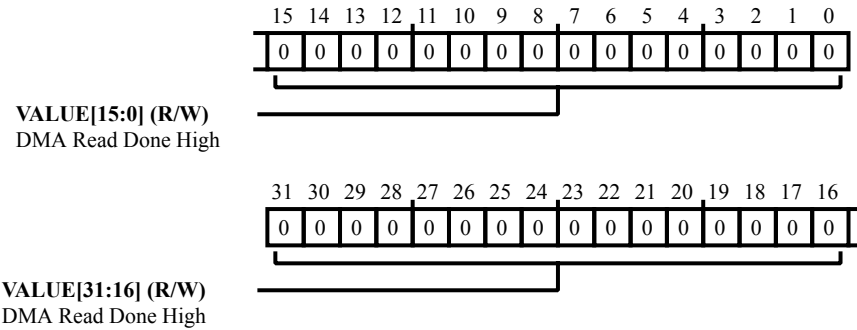 15 14 13 12 11 10 9 8 7 6 5 4 3 2 1 0
0 0 0 0 0 0 0 0 0 0 0 0 0 0 0 0
VALUE[15:0] (R/W)
DMA Read Done High
31 30 29 28 27 26 25 24 23 22 21 20 19 18 17 16
0 0 0 0 0 0 0 0 0 0 0 0 0 0 0 0
VALUE[31:16] (R/W)
DMA Read Done High